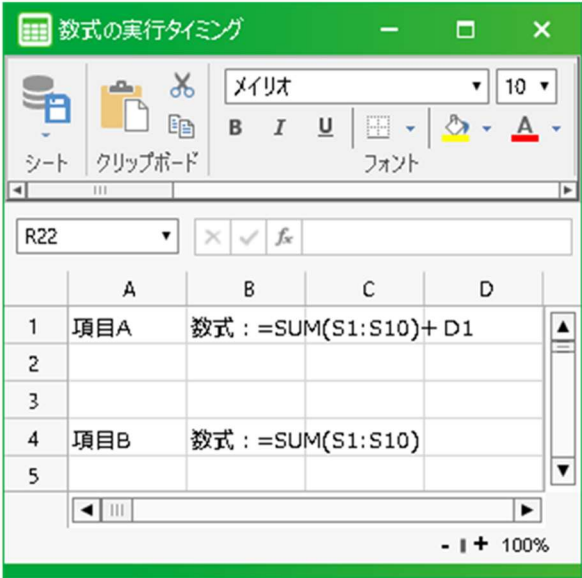 数式の実行タイミング
メイリオ 10
B I U A
シート クリップボード フォント
R22 fx
A B C D
1 項目A 数式：=SUM(S1:S10)+ D1
2
3
4 項目B 数式：=SUM(S1:S10)
5
- + 100%